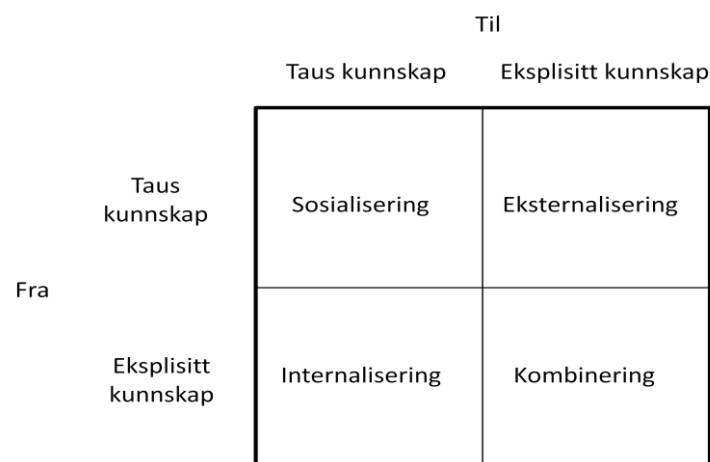 Til
Taus kunnskap Eksplisitt kunnskap
Taus
kunnskap
Sosialisering Eksternalisering
Fra
Eksplisitt
kunnskap
Internalisering Kombinering